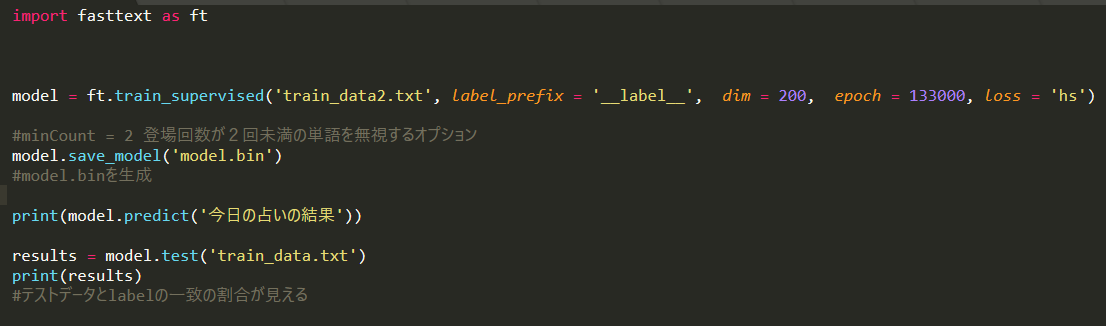 import fasttext as ft
model = ft.train_supervised('train_data2.txt', label_prefix = '__label__',  dim = 200,  epoch = 133000, loss = 'hs')
#minCount = 2 登場回数が２回未満の単語を無視するオプション
model.save_model('model.bin')
#model.binを生成
print(model.predict('今日の占いの結果'))
results = model.test('train_data.txt')
print(results)
#テストデータとlabelの一致の割合が見える